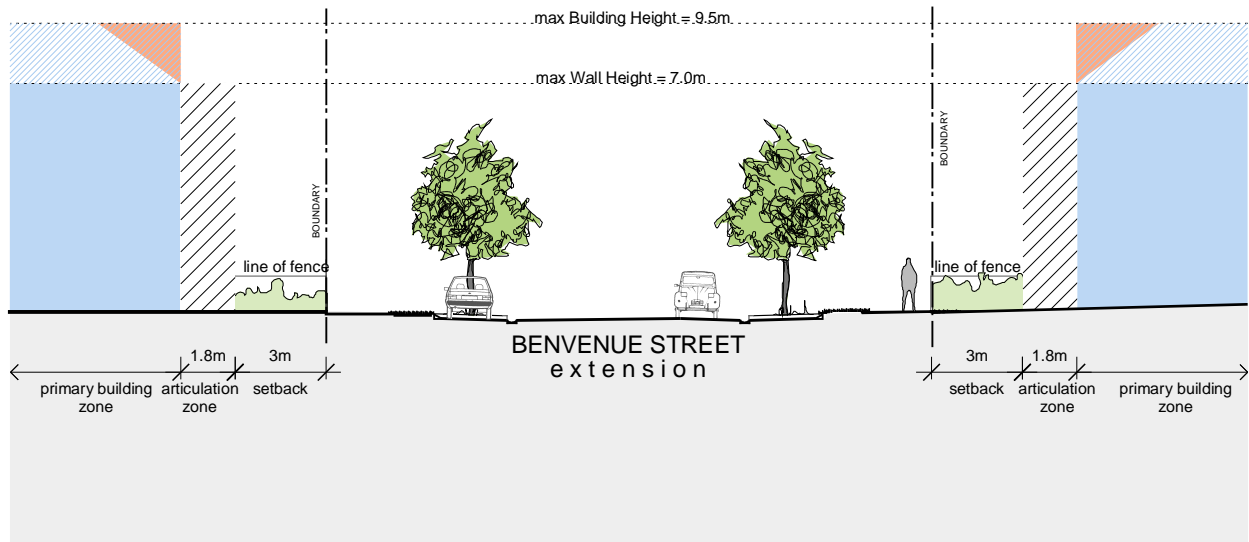 max Building Height = 9.5m
max Wall Height = 7.0m
BOUNDARY
BOUNDARY
line of fence
line of fence
BENVENUE STREET
extension
1.8m
3m
3m
1.8m
primary building
zone
articulation
zone
setback
setback
articulation
zone
primary building
zone